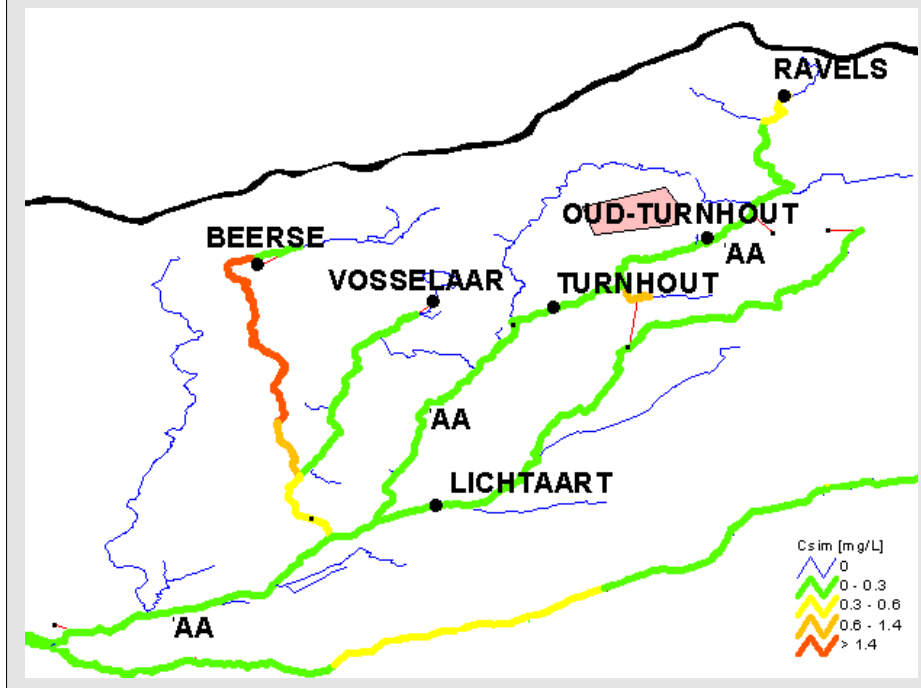 RAVELS
OUD-TURNHOUT
BEERSE
'AA
VOSSELAAR
TURNHOUT
'AA
LICHTAART
Csim [mg/L]
0
0 - 0.3
0.3 - 0.6
0.6 - 1.4
> 1.4
'AA